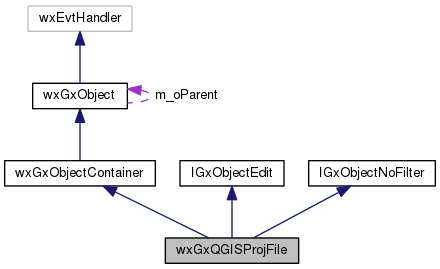 wxEvtHandler
wxGxObject
m_oParent
wxGxObjectContainer
IGxObjectEdit
IGxObjectNoFilter
wxGxQGISProjFile